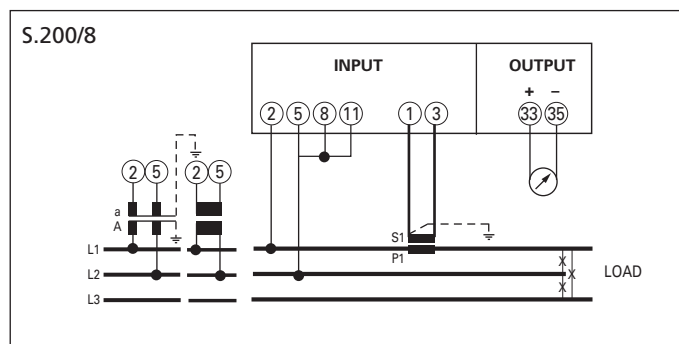 S.200/8
INPUT
OUTPUT
+ –
2 5 8 11 1 3 33 35
2 5 2 5
a
A
S1
P1
L1
L2
L3
X
X
X
LOAD